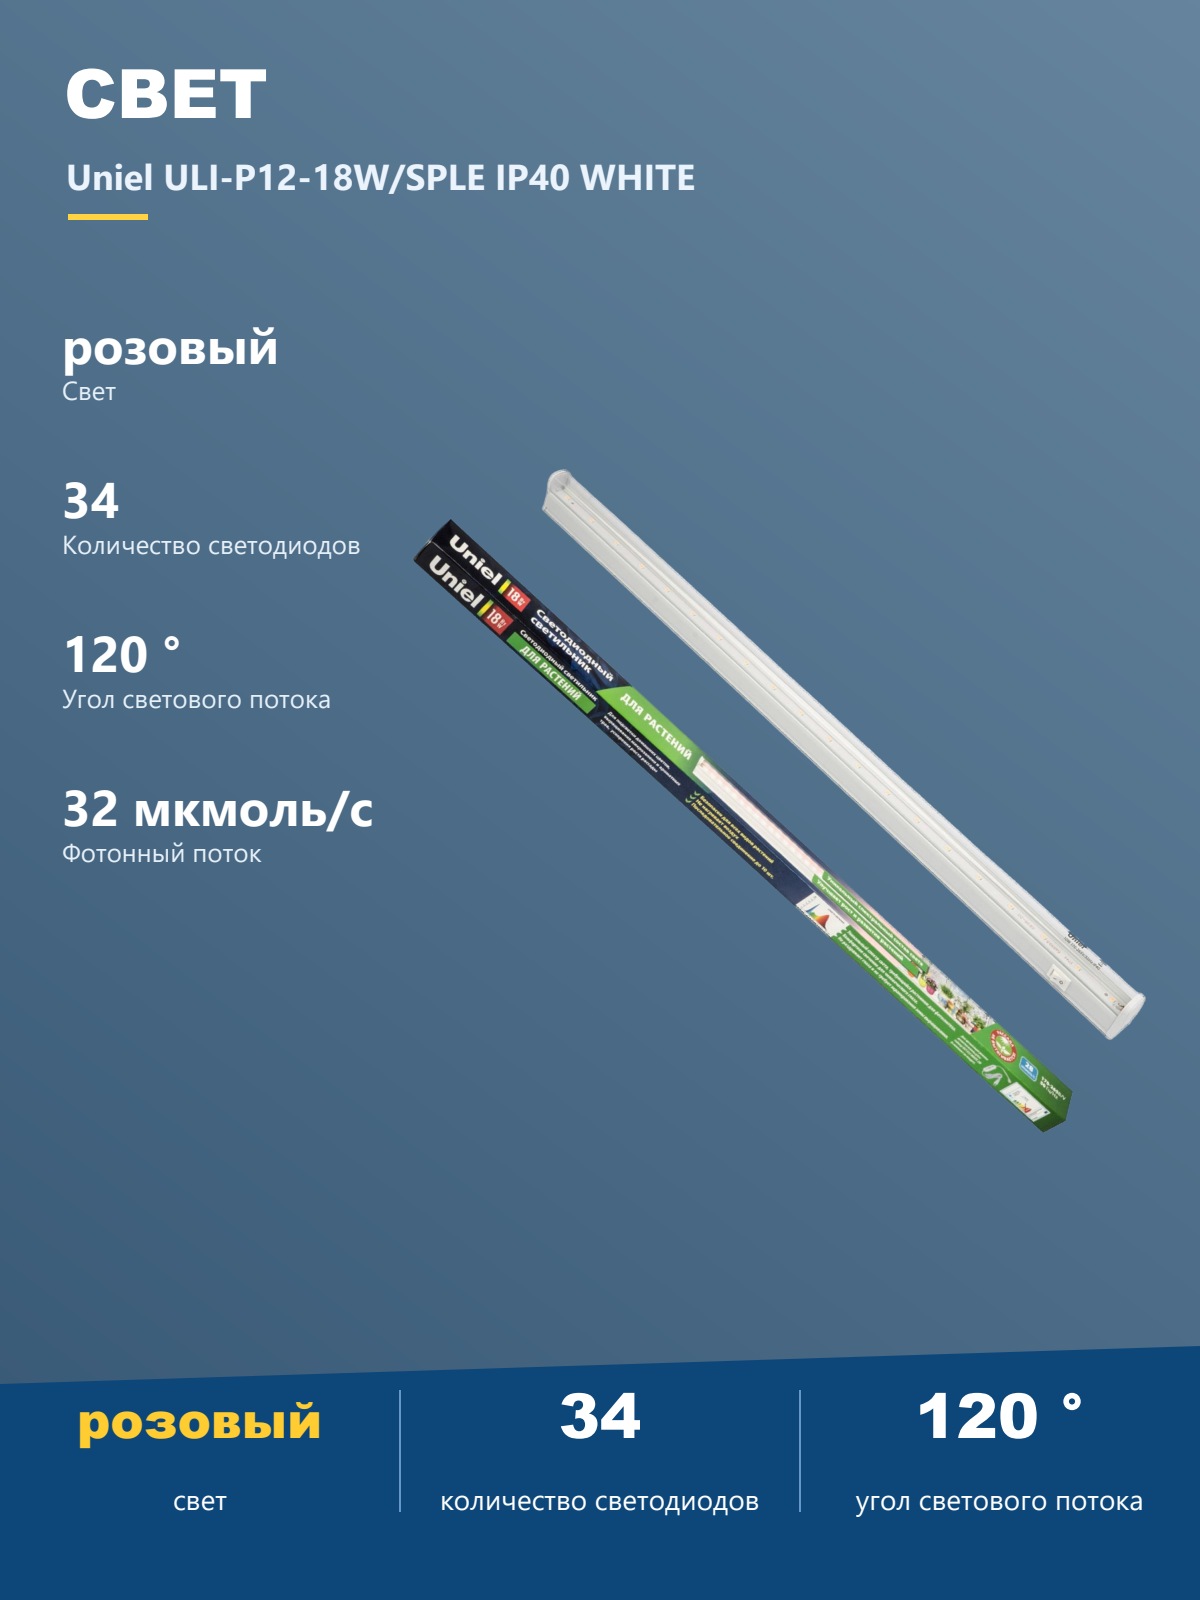 СВЕТ
Uniel ULI-P12-18W/SPLE IP40 WHITE
розовый
Свет
34
Количество светодиодов
120 °
Угол светового потока
32 мкмоль/с
Фотонный поток
Uniel 18
Светодиодный
светильник
ДЛЯ РАСТЕНИЙ
Uniel 18
Светодиодный светильник
ДЛЯ РАСТЕНИЙ
розовый
свет
34
количество светодиодов
120 °
угол светового потока